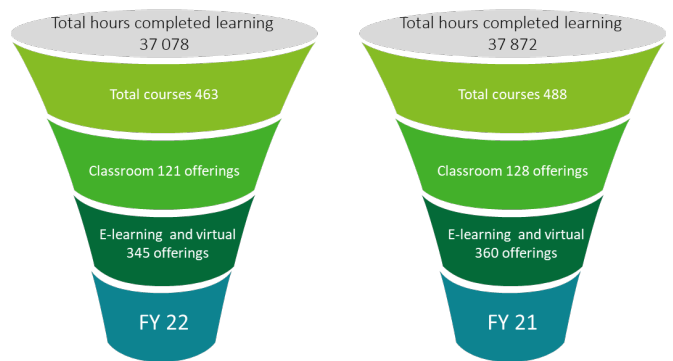 Total hours completed learning
37 078
Total courses 463
Classroom 121 offerings
E-learning and virtual
345 offerings
FY 22
Total hours completed learning
37 872
Total courses 488
Classroom 128 offerings
E-learning and virtual
360 offerings
FY 21